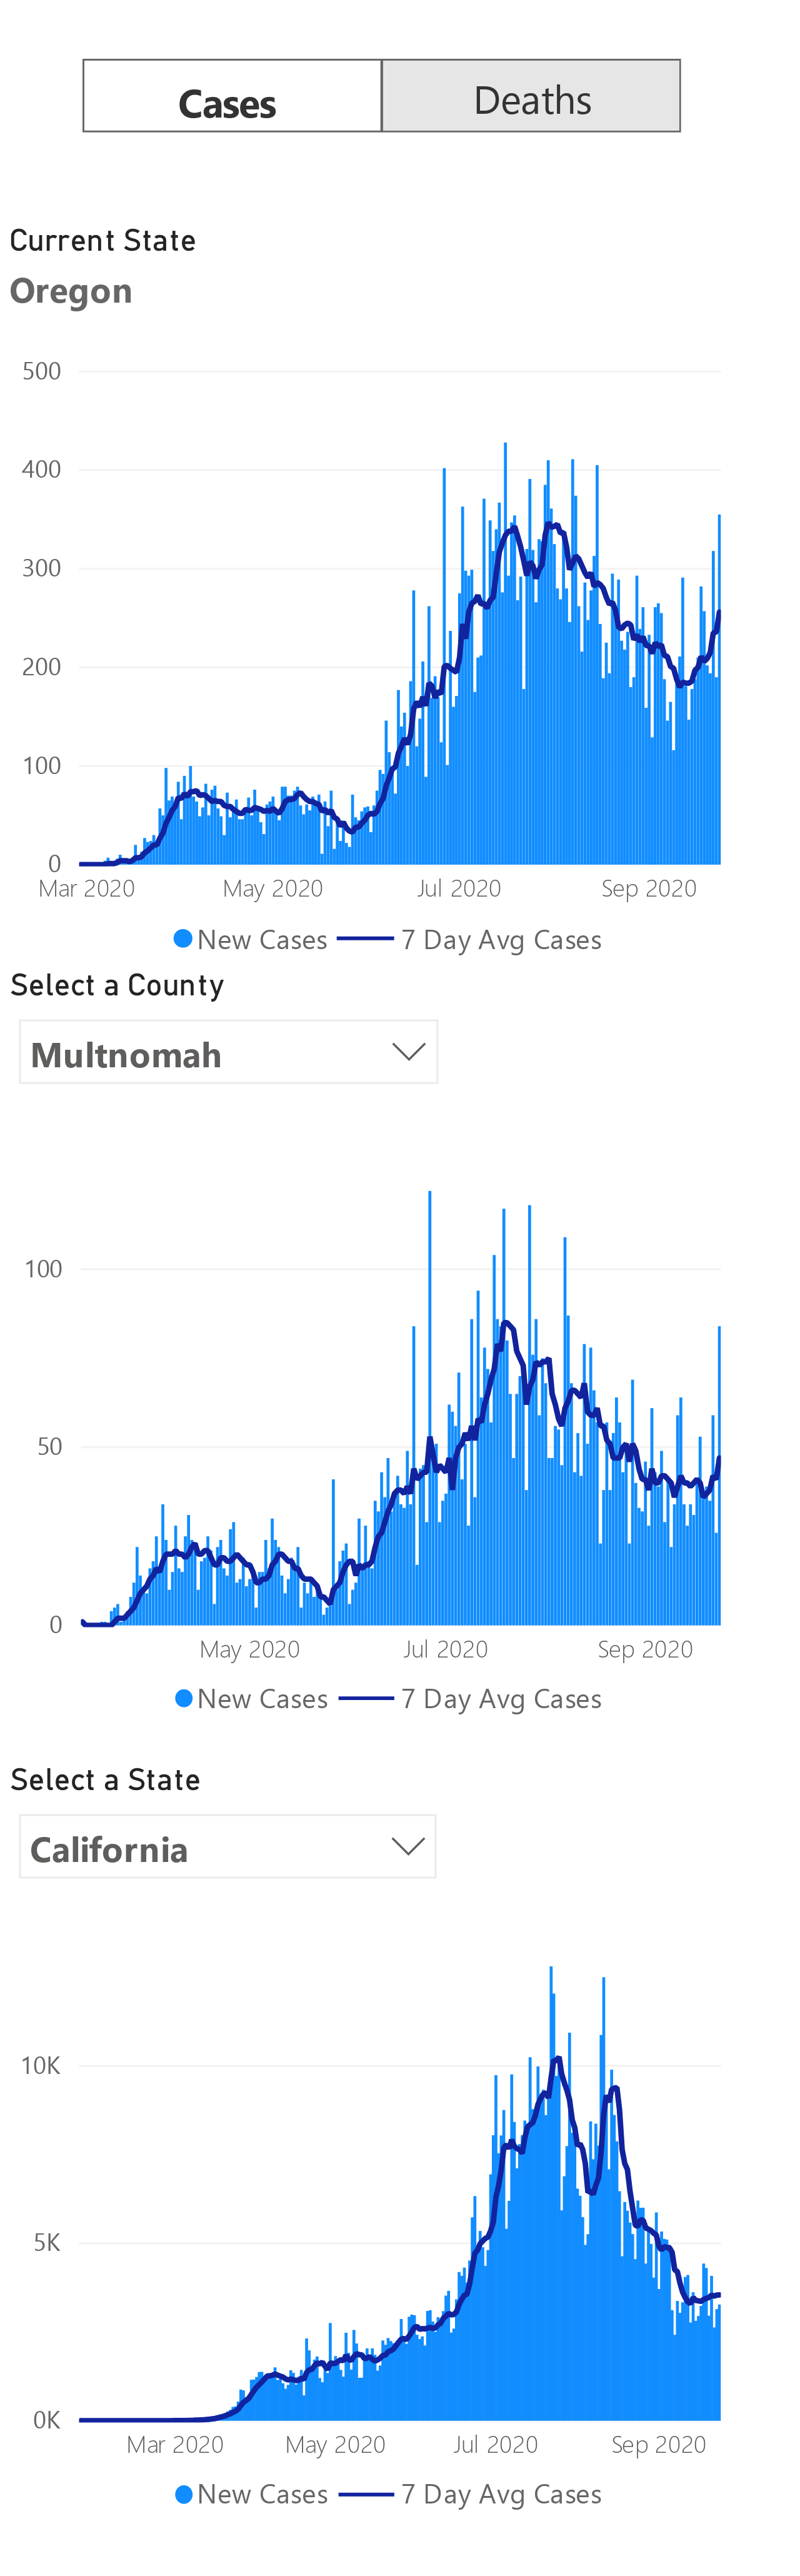 Cases Deaths
Current State
Oregon
500
400
300
200
100
0
Mar 2020 May 2020 Jul 2020 Sep 2020
New Cases 7 Day Avg Cases
Select a County
Multnomah
100
50
0
May 2020 Jul 2020 Sep 2020
New Cases 7 Day Avg Cases
Select a State
California
10K
5K
0K
Mar 2020 May 2020 Jul 2020 Sep 2020
New Cases 7 Day Avg Cases